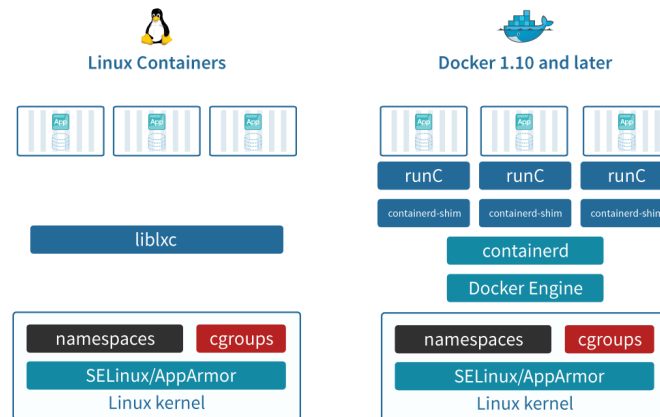 Linux Containers
Docker 1.10 and later
App App App
App App App
runC runC runC
containerd-shim containerd-shim containerd-shim
liblxc
containerd
Docker Engine
namespaces cgroups
SELinux/AppArmor
Linux kernel
namespaces cgroups
SELinux/AppArmor
Linux kernel